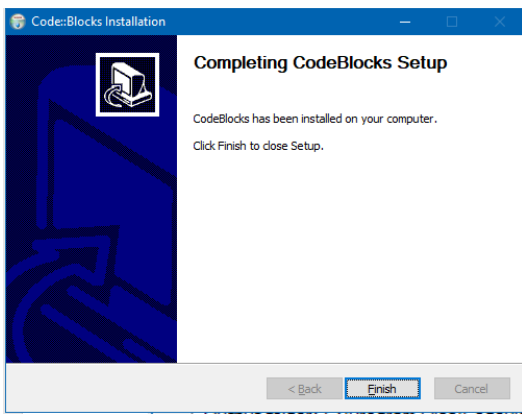 Code::Blocks Installation
Completing CodeBlocks Setup
CodeBlocks has been installed on your computer.
Click Finish to close Setup.
< Back
Finish
Cancel